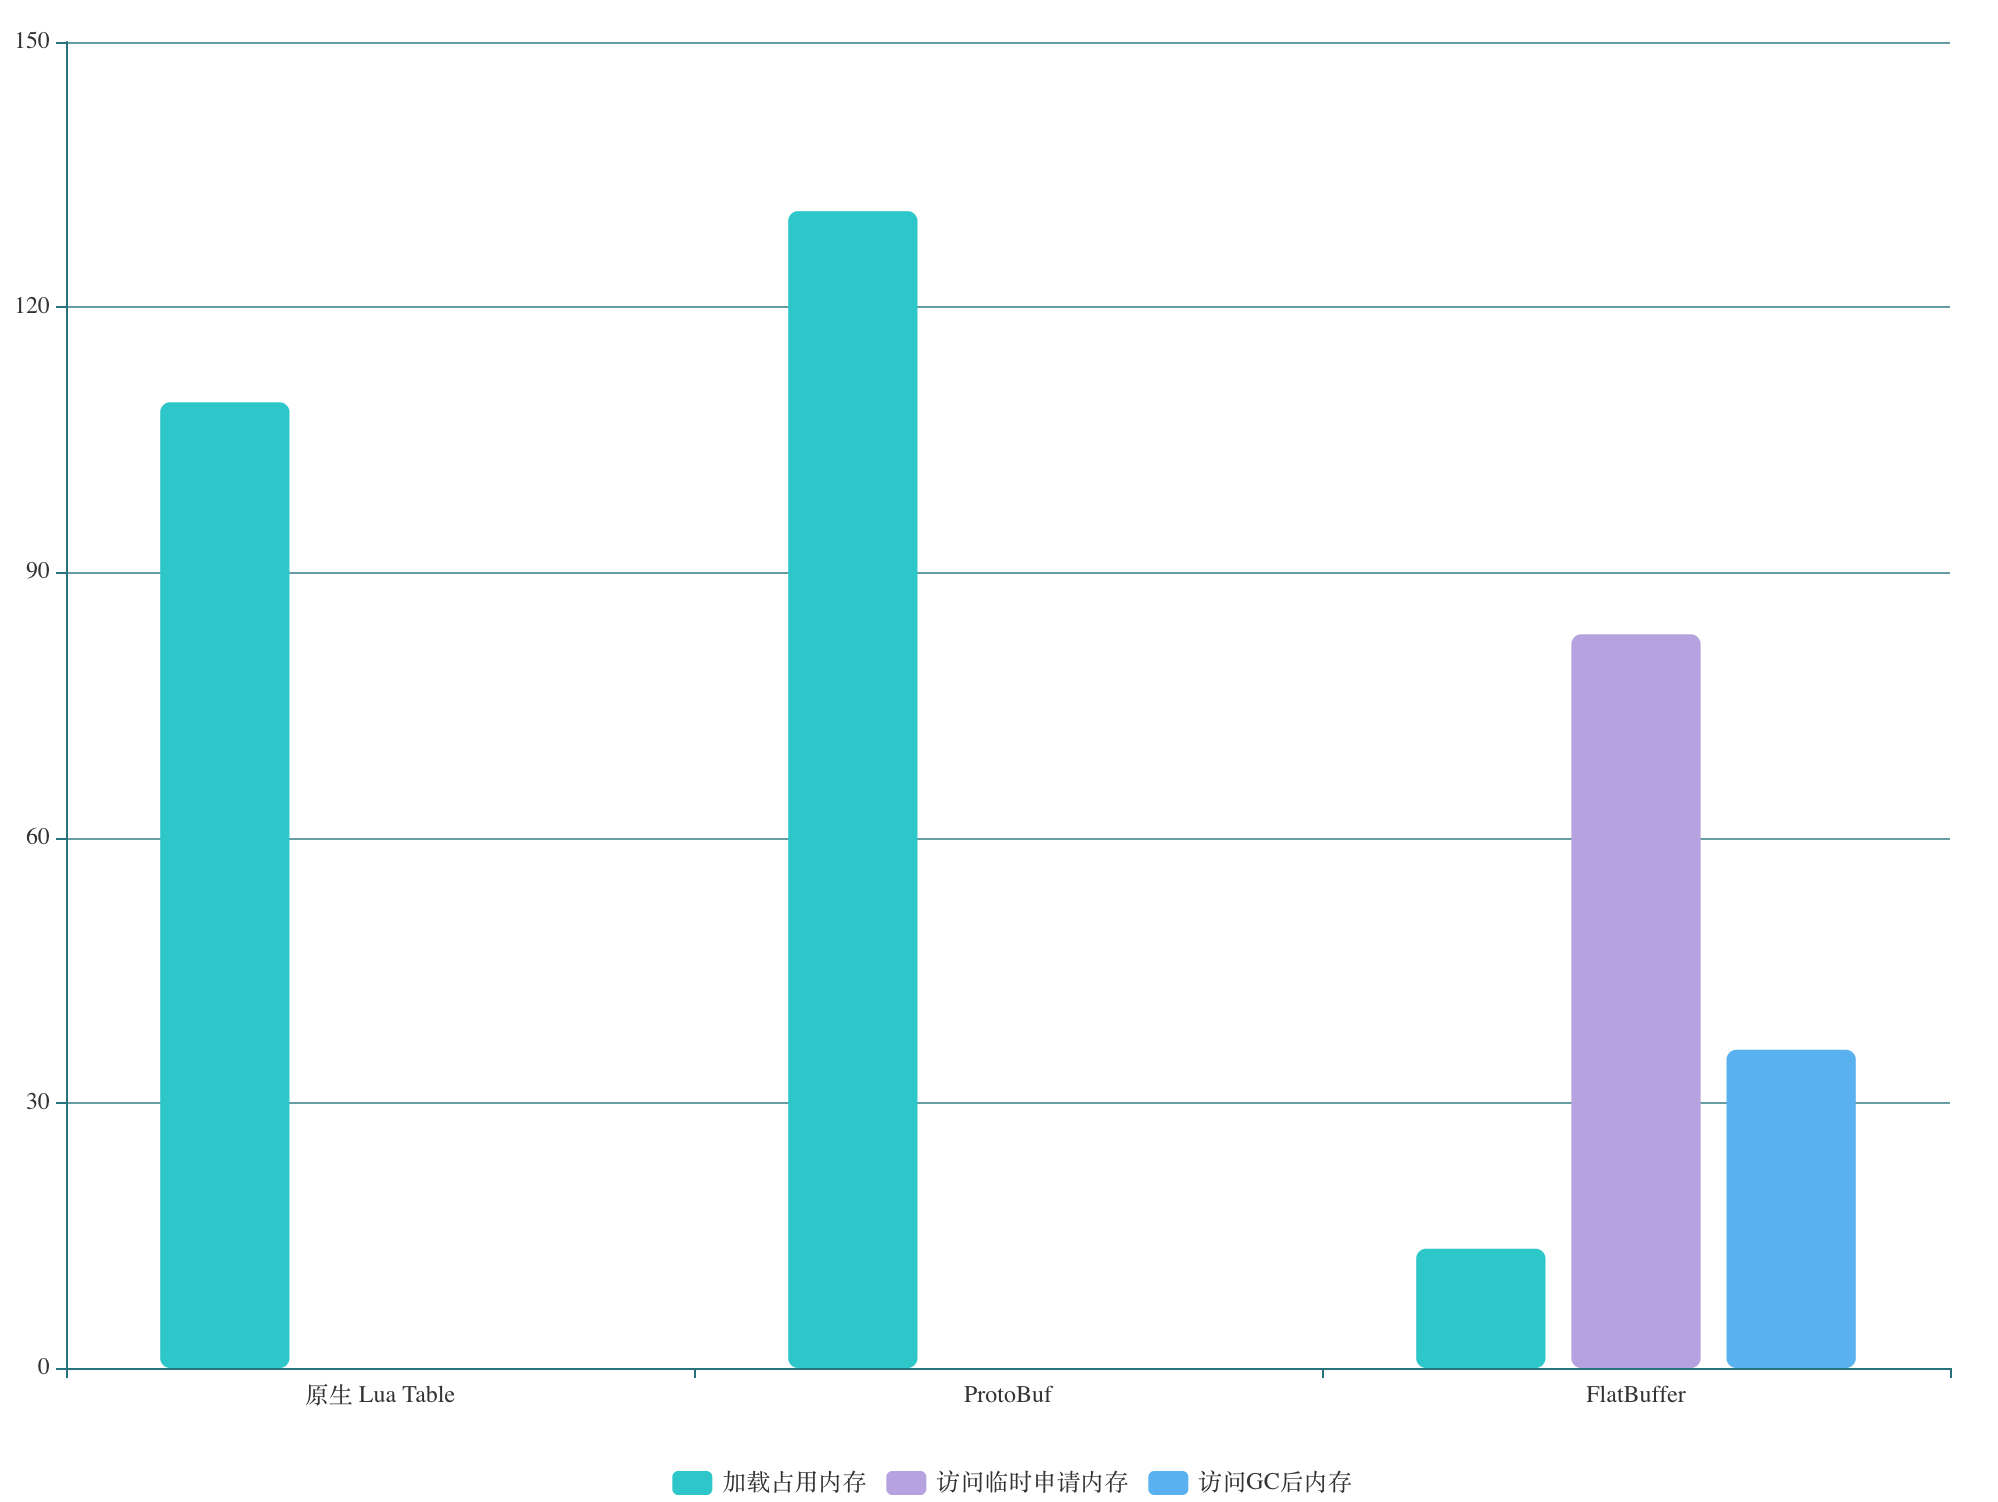 150
120
90
60
30
0
原生 Lua Table
ProtoBuf
FlatBuffer
加载占用内存
访问临时申请内存
访问GC后内存